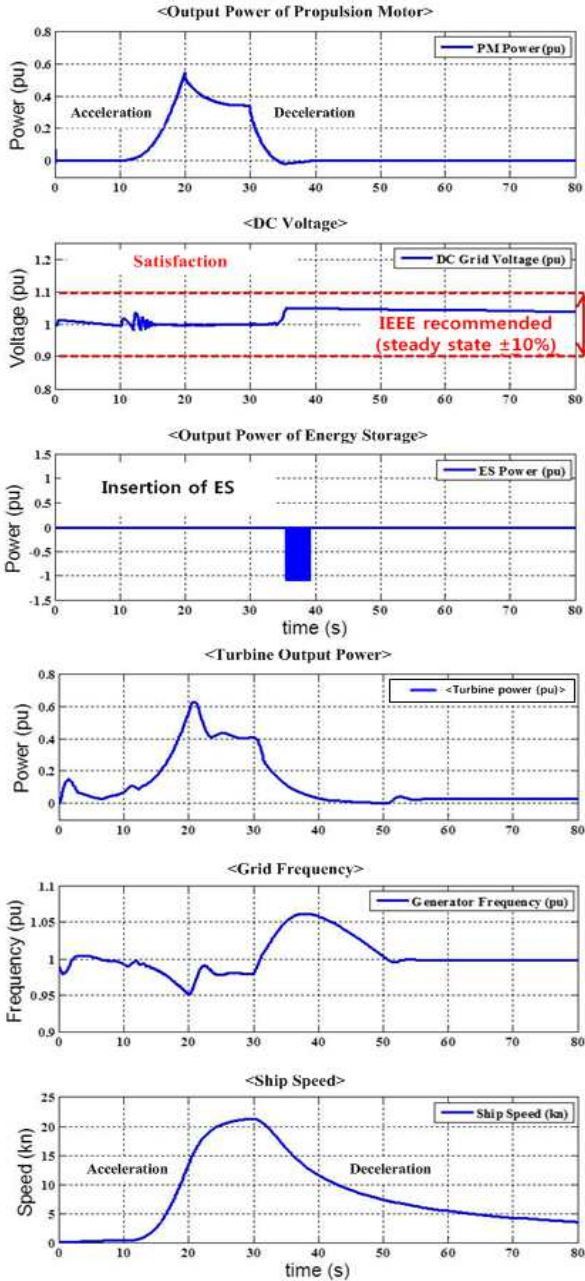 <Output Power of Propulsion Motor>
0.8
PM Power (pu)
0.6
Power (pu)
0.4
Acceleration
Deceleration
0.2
0
0 10 20 30 40 50 60 70 80
<DC Voltage>
1.2
Satisfaction
DC Grid Voltage (pu)
Voltage (pu)
1.1
1
IEEE recommended
(steady state ±10%)
0.9
0.8
0 10 20 30 40 50 60 70 80
<Output Power of Energy Storage>
1.5
ES Power (pu)
1
Insertion of ES
0.5
Power (pu)
0
-0.5
-1
-1.5
0 10 20 30 40 50 60 70 80
time (s)
<Turbine Output Power>
0.8
<Turbine power (pu)>
0.6
Power (pu)
0.4
0.2
0
0 10 20 30 40 50 60 70 80
<Grid Frequency>
1.1
Generator Frequency (pu)
1.05
Frequency (pu)
1
0.95
0.9
0 10 20 30 40 50 60 70 80
<Ship Speed>
25
Ship Speed (kn)
20
Speed (kn)
15
Acceleration
Deceleration
10
5
0
0 10 20 30 40 50 60 70 80
time (s)